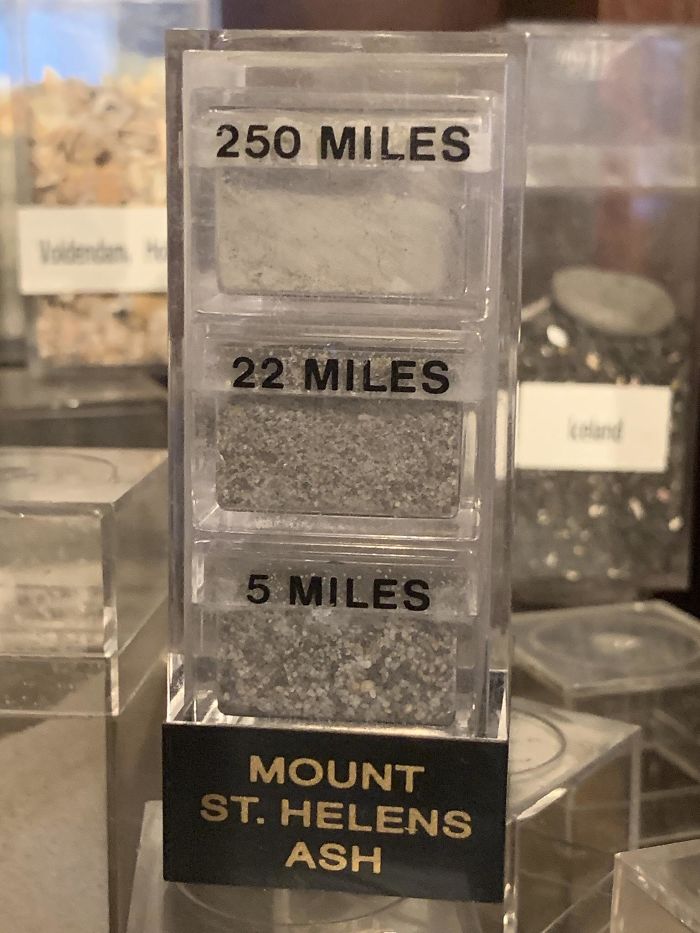 250 MILES
22 MILES
5 MILES
MOUNT
ST. HELENS
ASH
Iceland